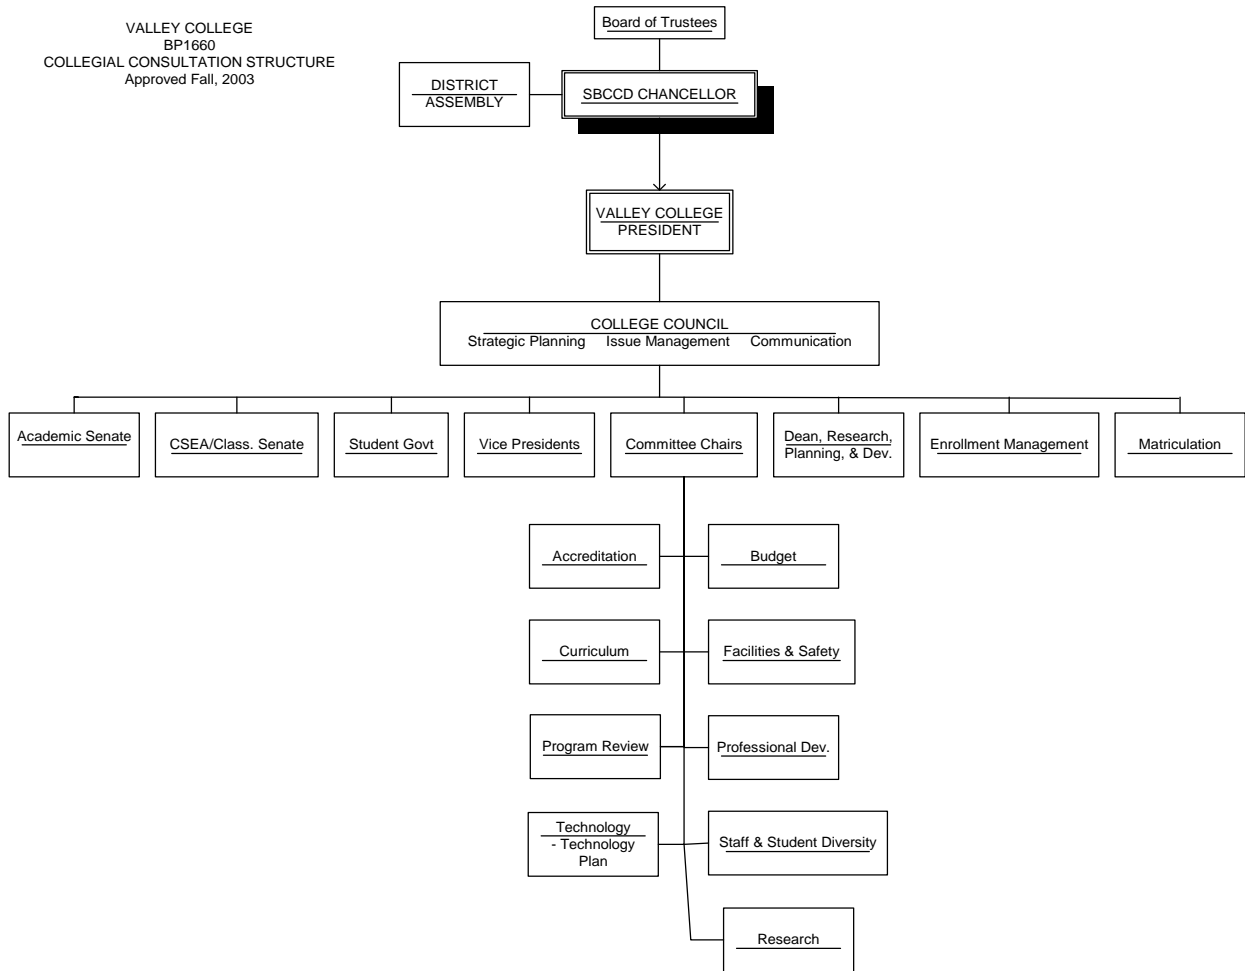 VALLEY COLLEGE
BP1660
COLLEGIAL CONSULTATION STRUCTURE
Approved Fall, 2003
Board of Trustees
DISTRICT
ASSEMBLY
SBCCD CHANCELLOR
VALLEY COLLEGE
PRESIDENT
COLLEGE COUNCIL
Strategic Planning Issue Management Communication
Academic Senate
CSEA/Class. Senate
Student Govt
Vice Presidents
Committee Chairs
Dean, Research,
Planning, & Dev.
Enrollment Management
Matriculation
Accreditation
Budget
Curriculum
Facilities & Safety
Program Review
Professional Dev.
Technology
- Technology
Plan
Staff & Student Diversity
Research